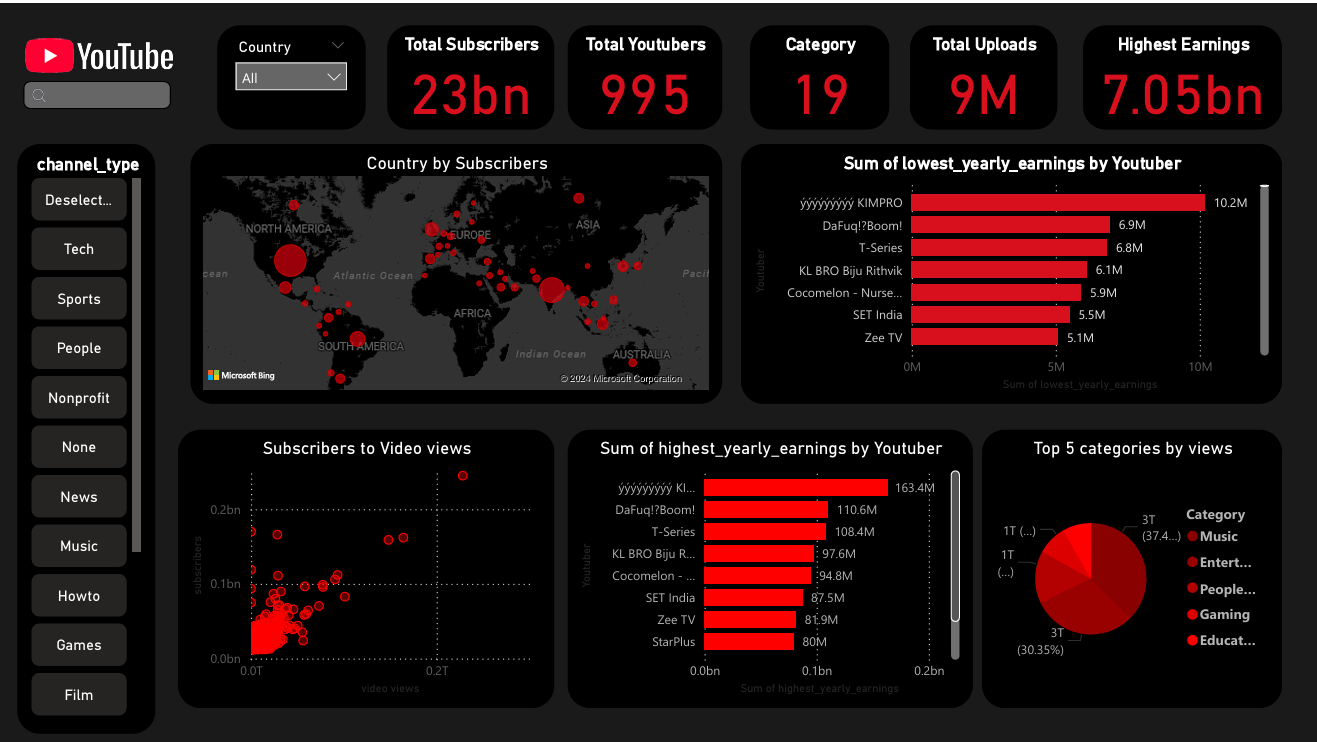 YouTube
Country
All
Total Subscribers
23bn
Total Youtubers
995
Category
19
Total Uploads
9M
Highest Earnings
7.05bn
channel_type
Deselect...
Tech
Sports
People
Nonprofit
None
News
Music
Howto
Games
Film
Country by Subscribers
NORTH AMERICA
EUROPE
ASIA
cean
Atlantic Ocean
Pacif
AFRICA
SOUTH AMERICA
Indian Ocean
AUSTRALIA
Microsoft Bing
© 2024 Microsoft Corporation
Sum of lowest_yearly_earnings by Youtuber
Youtuber
ýýýýýýýýý KIMPRO 10.2M
DaFuq!?Boom! 6.9M
T-Series 6.8M
KL BRO Biju Rithvik 6.1M
Cocomelon - Nurse... 5.9M
SET India 5.5M
Zee TV 5.1M
0M 5M 10M
Sum of lowest_yearly_earnings
Subscribers to Video views
subscribers
0.2bn
0.1bn
0.0bn
0.0T 0.2T
video views
Sum of highest_yearly_earnings by Youtuber
Youtuber
ýýýýýýýýý KI... 163.4M
DaFuq!?Boom! 110.6M
T-Series 108.4M
KL BRO Biju R... 97.6M
Cocomelon - ... 94.8M
SET India 87.5M
Zee TV 81.9M
StarPlus 80M
0.0bn 0.1bn 0.2bn
Sum of highest_yearly_earnings
Top 5 categories by views
3T
(37.4...)
1T (...)
1T
(...)
3T
(30.35%)
Category
Music
Entert...
People...
Gaming
Educat...